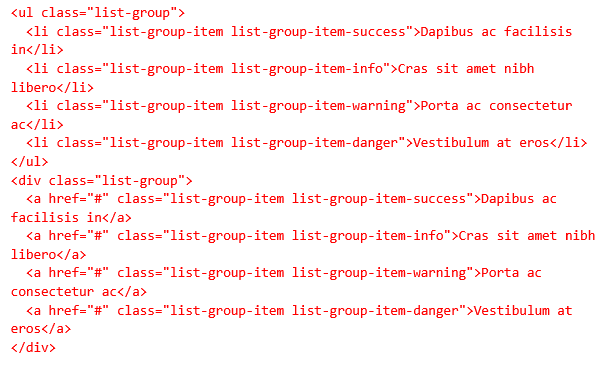 <ul class="list-group">
  <li class="list-group-item list-group-item-success">Dapibus ac facilisis
in</li>
  <li class="list-group-item list-group-item-info">Cras sit amet nibh
libero</li>
  <li class="list-group-item list-group-item-warning">Porta ac consectetur
ac</li>
  <li class="list-group-item list-group-item-danger">Vestibulum at eros</li>
</ul>
<div class="list-group">
  <a href="#" class="list-group-item list-group-item-success">Dapibus ac
facilisis in</a>
  <a href="#" class="list-group-item list-group-item-info">Cras sit amet nibh
libero</a>
  <a href="#" class="list-group-item list-group-item-warning">Porta ac
consectetur ac</a>
  <a href="#" class="list-group-item list-group-item-danger">Vestibulum at
eros</a>
</div>